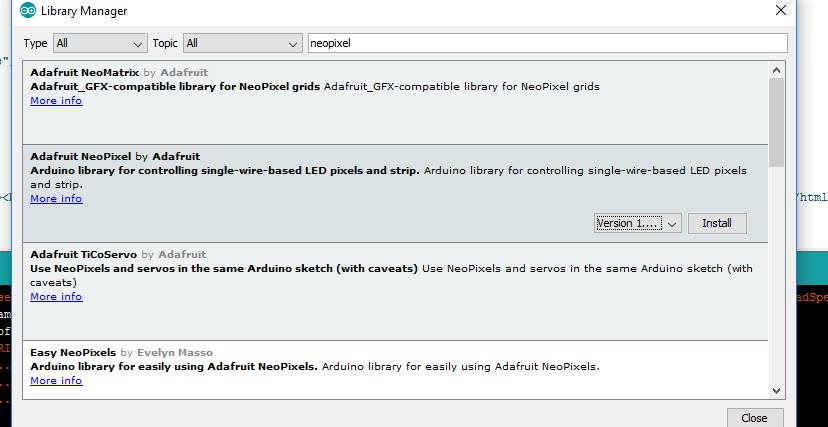 Library Manager
Type All Topic All neopixel
Adafruit NeoMatrix by Adafruit
Adafruit_GFX-compatible library for NeoPixel grids Adafruit_GFX-compatible library for NeoPixel grids
More info
Adafruit NeoPixel by Adafruit
Arduino library for controlling single-wire-based LED pixels and strip. Arduino library for controlling single-wire-based LED pixels
and strip.
More info
Version 1.... Install
Adafruit TiCoServo by Adafruit
Use NeoPixels and servos in the same Arduino sketch (with caveats) Use NeoPixels and servos in the same Arduino sketch (with
caveats)
More info
Easy NeoPixels by Evelyn Masso
Arduino library for easily using Adafruit NeoPixels. Arduino library for easily using Adafruit NeoPixels.
More info
Close
/html
adSpe